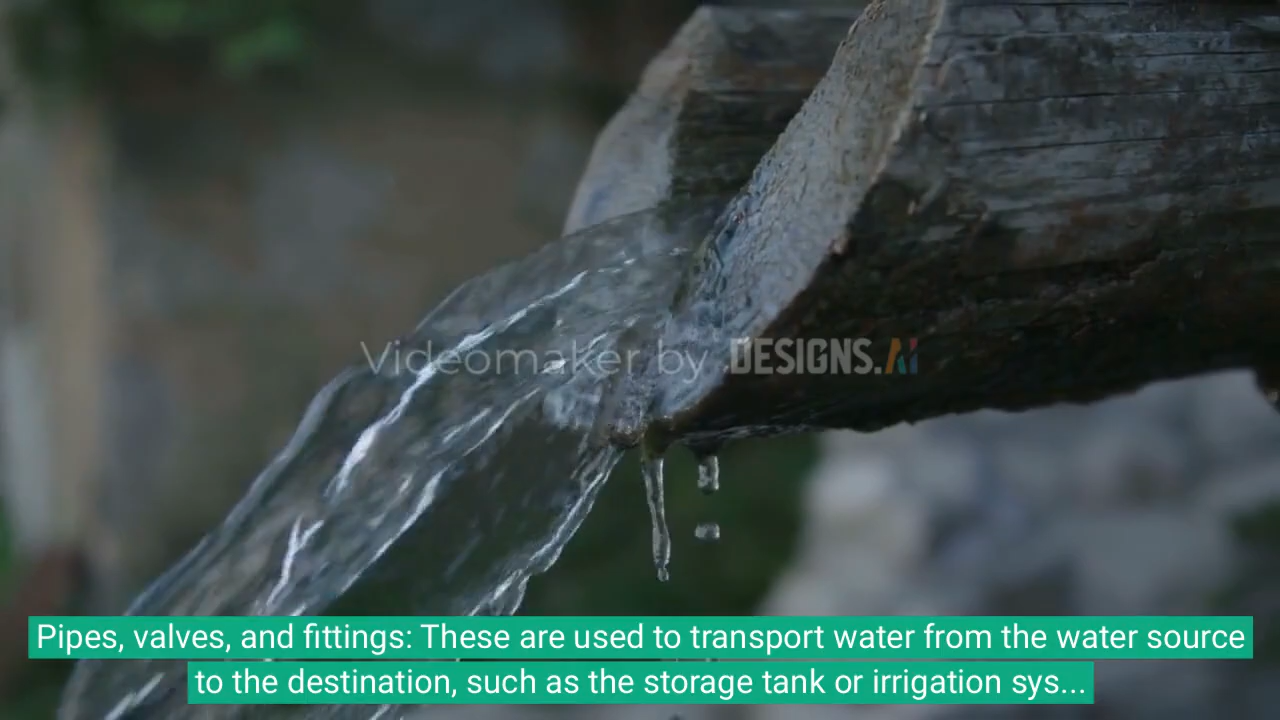 Videomaker by DESIGNS.AI
Pipes, valves, and fittings: These are used to transport water from the water source
to the destination, such as the storage tank or irrigation sys...